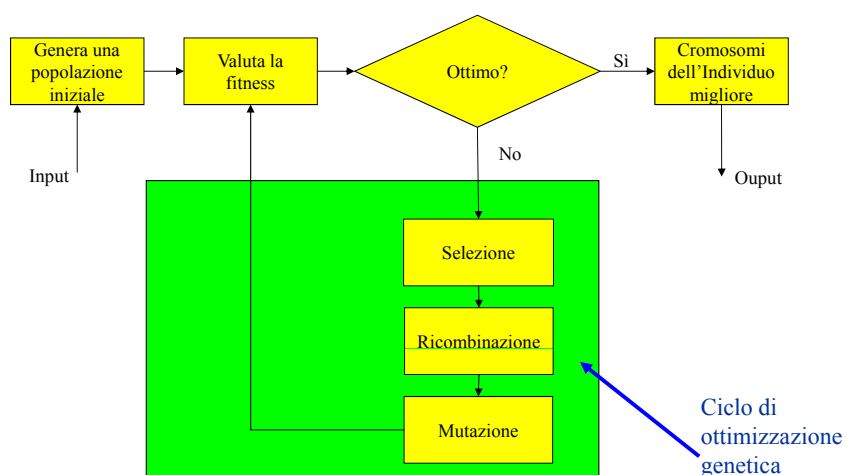 Genera una
popolazione
iniziale
Valuta la
fitness
Ottimo?
Sì
Cromosomi
dell'Individuo
migliore
Input
No
Ouput
Selezione
Ricombinazione
Mutazione
Ciclo di
ottimizzazione
genetica